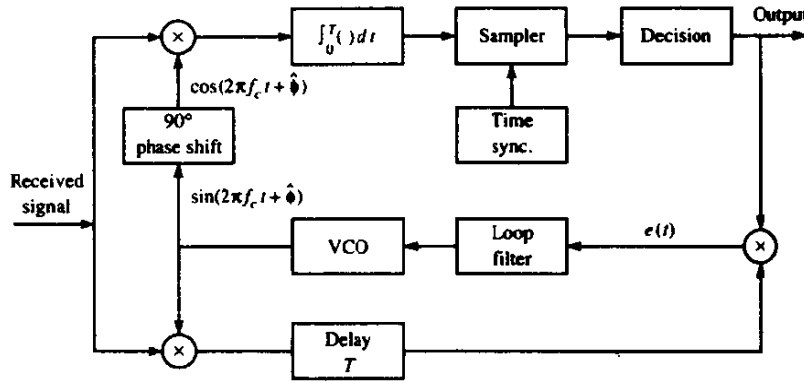 Output
∫₀ᵀ( ) dt
Sampler
Decision
cos(2πf_c t + φ̂)
90°
phase shift
Time
sync.
Received
signal
sin(2πf_c t + φ̂)
VCO
Loop
filter
e(t)
Delay
T